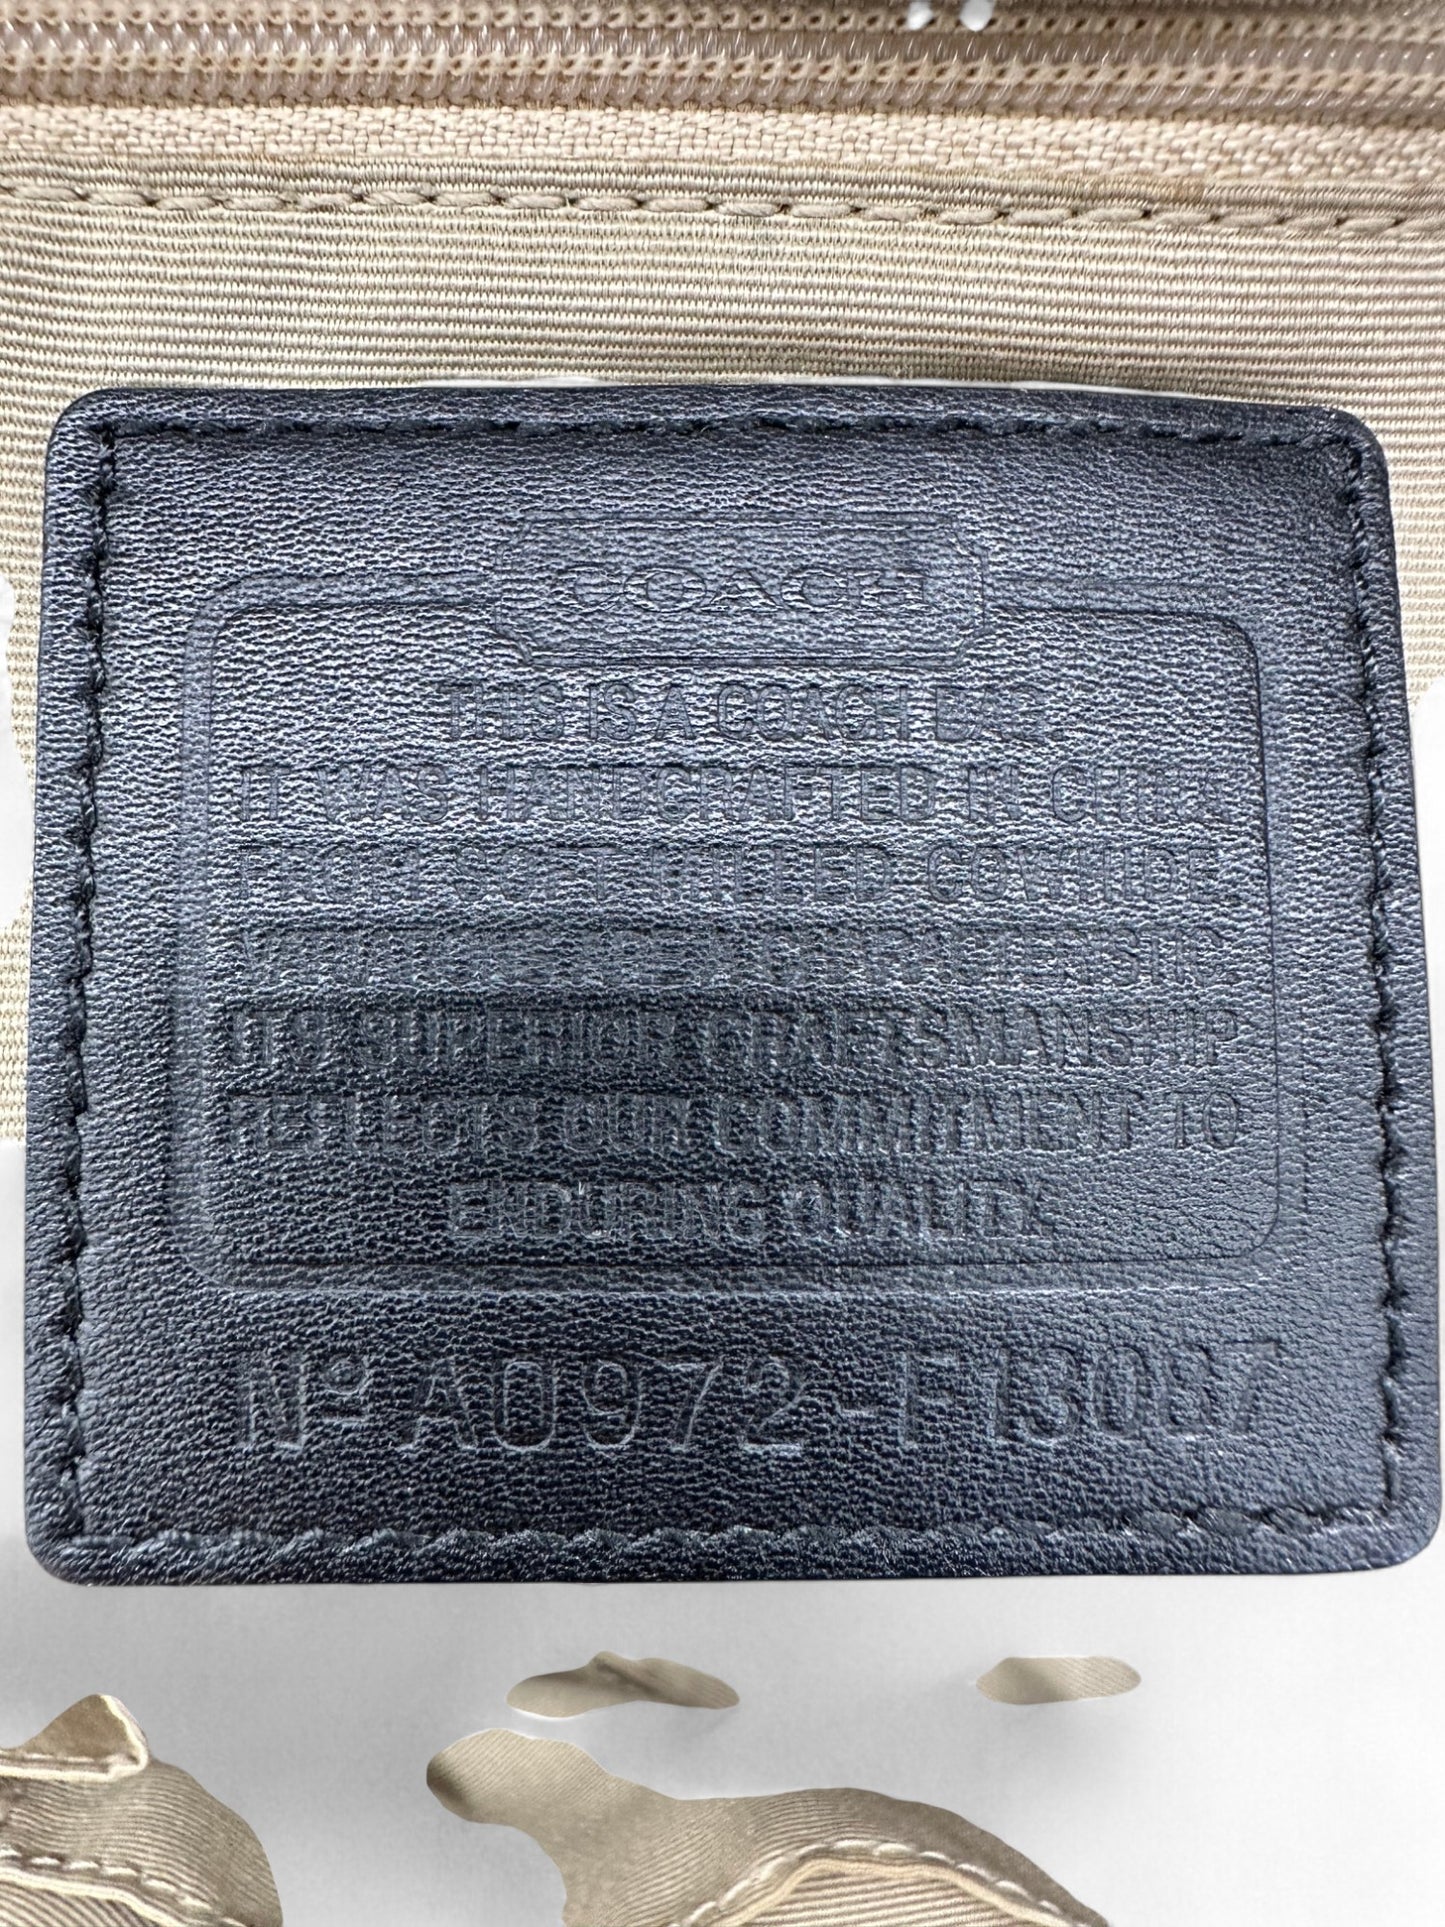 COACH
THIS IS A COACH BAG.
IT WAS HANDCRAFTED IN CHINA
FROM SOFT MILLED COWHIDE
ITS SUPERIOR CRAFTSMANSHIP
REFLECTS OUR COMMITMENT TO
ENDURING QUALITY.
Nº A0972-F13087